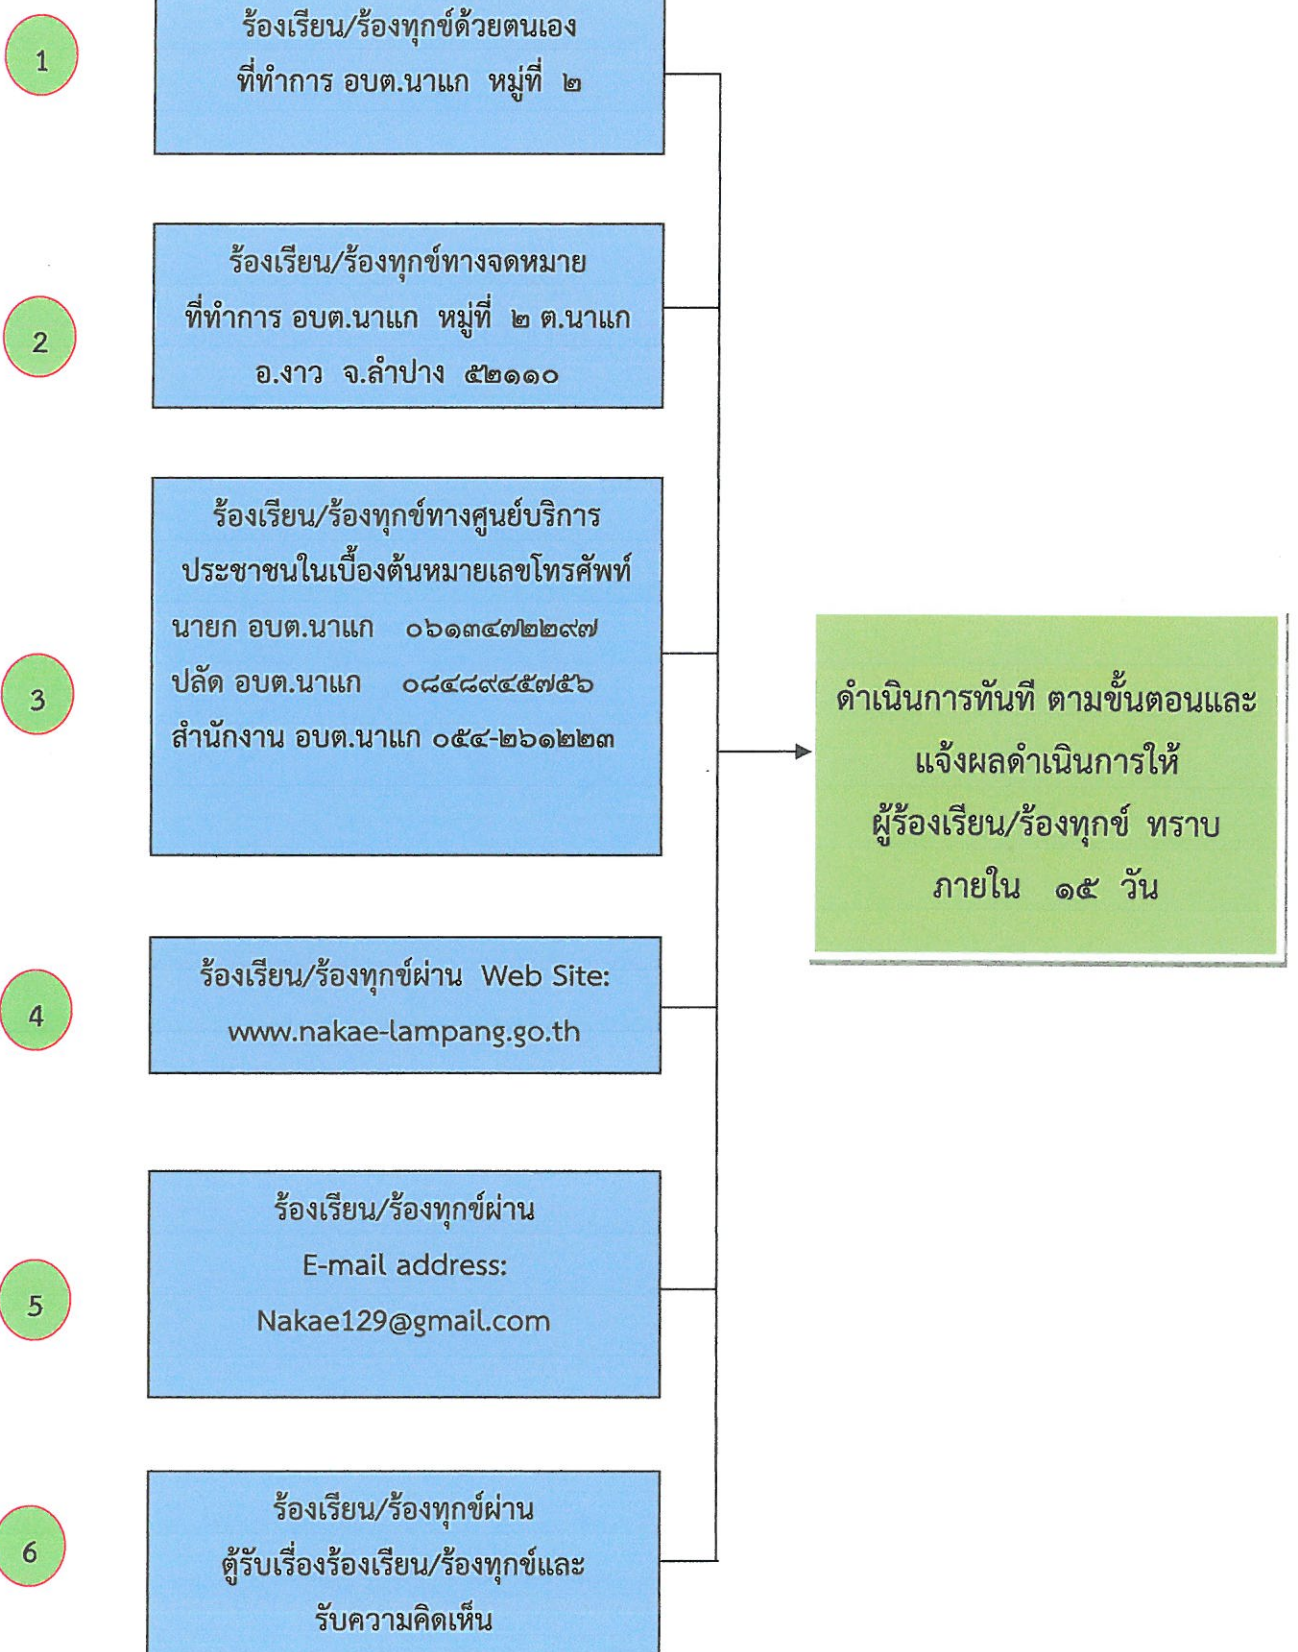 1
ร้องเรียน/ร้องทุกข์ด้วยตนเอง
ที่ทำการ อบต.นาแก หมู่ที่ ๒
2
ร้องเรียน/ร้องทุกข์ทางจดหมาย
ที่ทำการ อบต.นาแก หมู่ที่ ๒ ต.นาแก
อ.งาว จ.ลำปาง ๕๒๑๑๐
3
ร้องเรียน/ร้องทุกข์ทางศูนย์บริการ
ประชาชนในเบื้องต้นหมายเลขโทรศัพท์
นายก อบต.นาแก ๐๖๑๓๔๗๒๒๙๗
ปลัด อบต.นาแก ๐๘๔๘๙๔๕๗๕๖
สำนักงาน อบต.นาแก ๐๕๔-๒๖๑๒๒๓
4
ร้องเรียน/ร้องทุกข์ผ่าน Web Site:
www.nakae-lampang.go.th
5
ร้องเรียน/ร้องทุกข์ผ่าน
E-mail address:
Nakae129@gmail.com
6
ร้องเรียน/ร้องทุกข์ผ่าน
ตู้รับเรื่องร้องเรียน/ร้องทุกข์และ
รับความคิดเห็น
ดำเนินการทันที ตามขั้นตอนและ
แจ้งผลดำเนินการให้
ผู้ร้องเรียน/ร้องทุกข์ ทราบ
ภายใน ๑๕ วัน